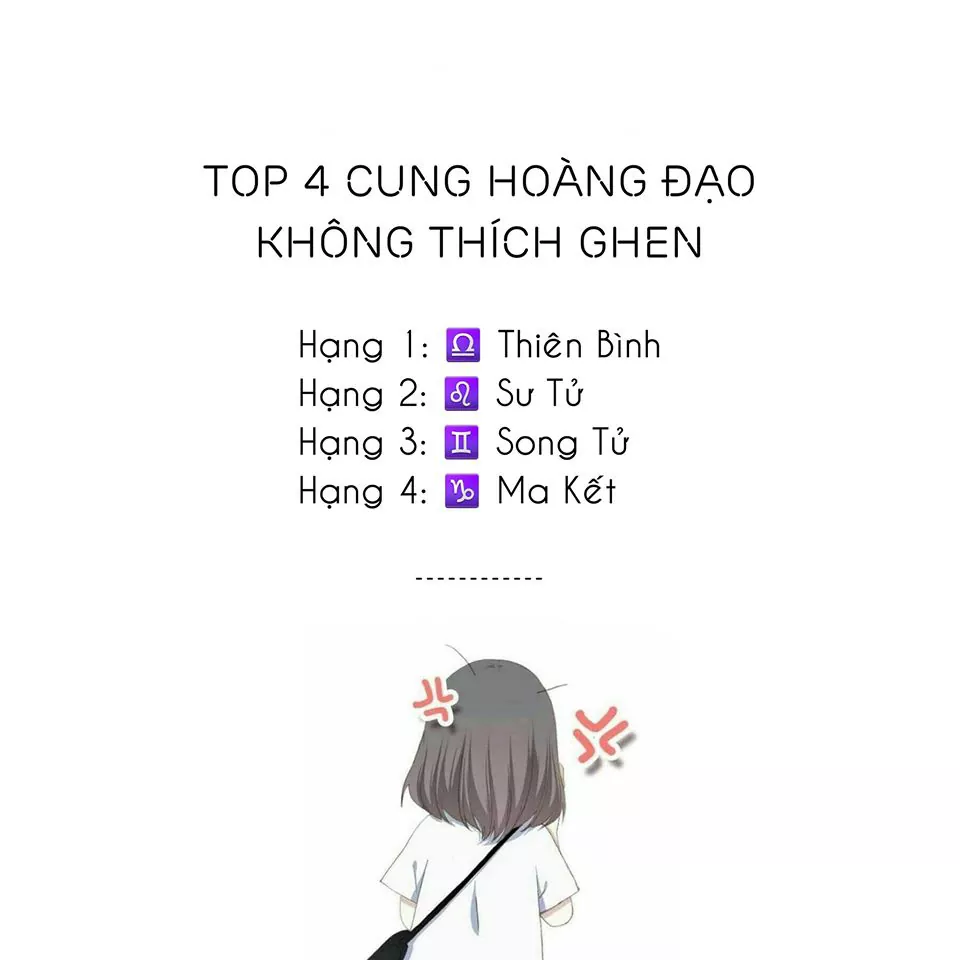 TOP 4 CUNG HOÀNG ĐẠO
KHÔNG THÍCH GHEN
Hạng 1: ♎ Thiên Bình
Hạng 2: ♌ Sư Tử
Hạng 3: ♊ Song Tử
Hạng 4: ♑ Ma Kết
------------